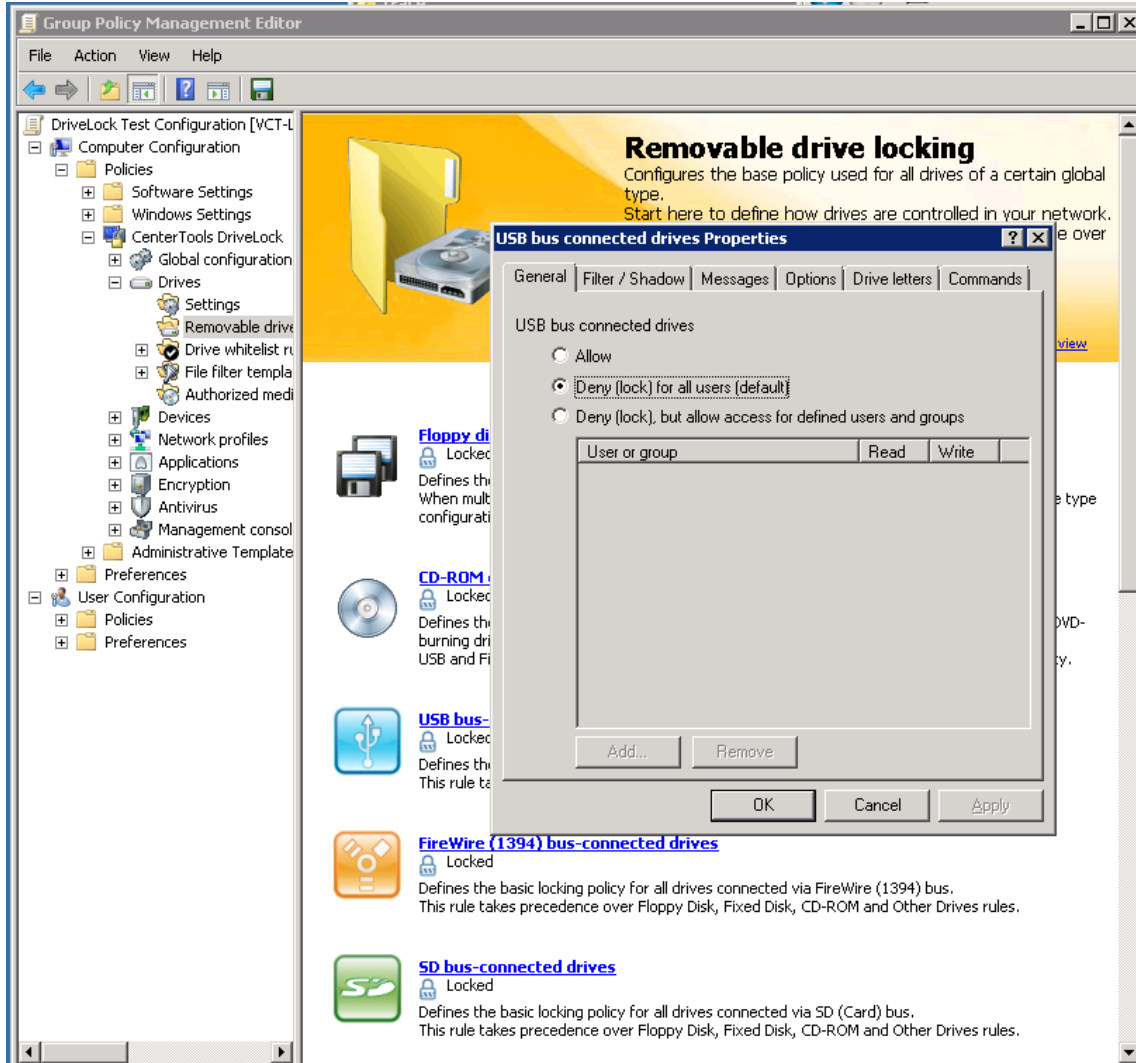 Group Policy Management Editor
File Action View Help
DriveLock Test Configuration [VCT-L
Computer Configuration
Policies
Software Settings
Windows Settings
CenterTools DriveLock
Global configuration
Drives
Settings
Removable drive
Drive whitelist ru
File filter templa
Authorized medi
Devices
Network profiles
Applications
Encryption
Antivirus
Management consol
Administrative Template
Preferences
User Configuration
Policies
Preferences
Removable drive locking
Configures the base policy used for all drives of a certain global
type.
Start here to define how drives are controlled in your network.
e over
view
USB bus connected drives Properties
General Filter / Shadow Messages Options Drive letters Commands
USB bus connected drives
Allow
Deny (lock) for all users (default)
Deny (lock), but allow access for defined users and groups
User or group Read Write
Add... Remove
OK Cancel Apply
Floppy di
Locked
Defines the
When mult
e type
configurati
CD-ROM
Locked
Defines the
DVD-
burning dri
USB and Fi
cy.
USB bus-
Locked
Defines the
This rule ta
FireWire (1394) bus-connected drives
Locked
Defines the basic locking policy for all drives connected via FireWire (1394) bus.
This rule takes precedence over Floppy Disk, Fixed Disk, CD-ROM and Other Drives rules.
SD bus-connected drives
Locked
Defines the basic locking policy for all drives connected via SD (Card) bus.
This rule takes precedence over Floppy Disk, Fixed Disk, CD-ROM and Other Drives rules.